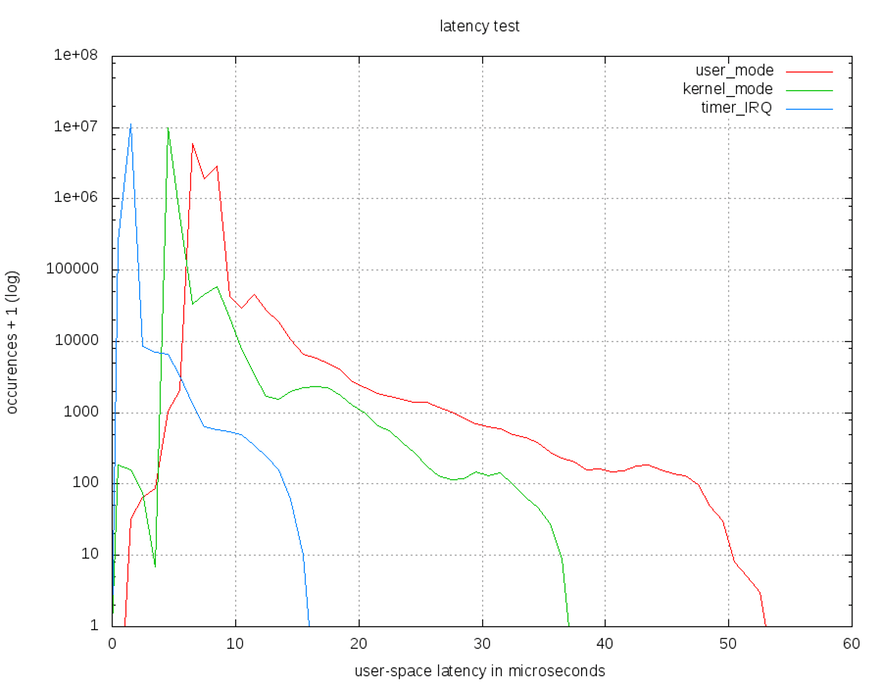 latency test
1e+08
1e+07
1e+06
100000
10000
1000
100
10
1
occurences + 1 (log)
user_mode
kernel_mode
timer_IRQ
0 10 20 30 40 50 60
user-space latency in microseconds